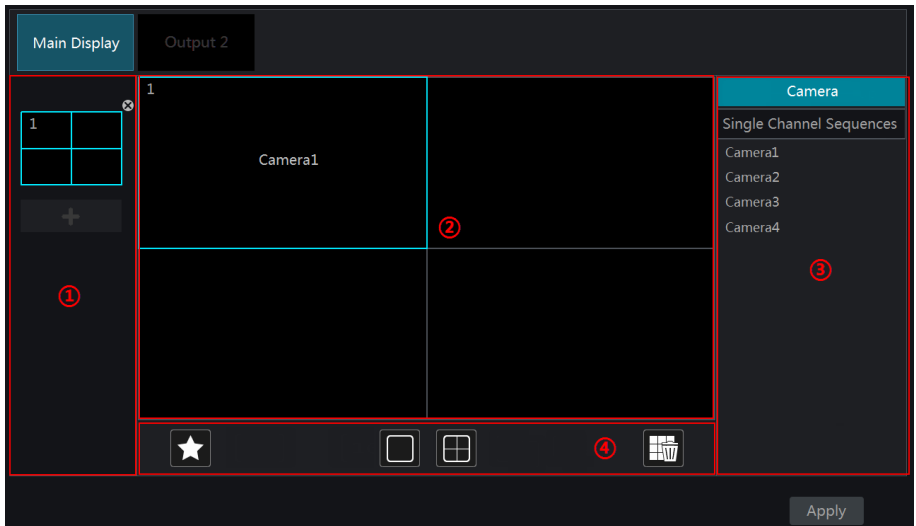 Main Display
Output 2
1
1
Camera1
②
①
Camera
Single Channel Sequences
Camera1
Camera2
Camera3
Camera4
③
④
Apply